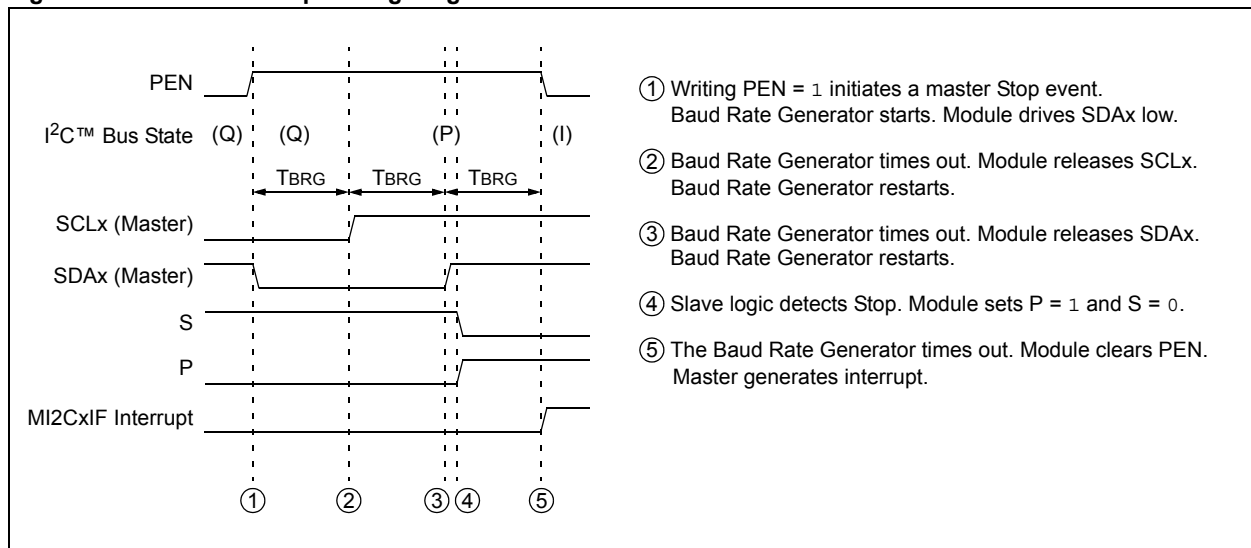 PEN
I²C™ Bus State (Q) (Q) (P) (I)
TBRG TBRG TBRG
SCLx (Master)
SDAx (Master)
S
P
MI2CxIF Interrupt
1 2 3 4 5
① Writing PEN = 1 initiates a master Stop event.
Baud Rate Generator starts. Module drives SDAx low.
② Baud Rate Generator times out. Module releases SCLx.
Baud Rate Generator restarts.
③ Baud Rate Generator times out. Module releases SDAx.
Baud Rate Generator restarts.
④ Slave logic detects Stop. Module sets P = 1 and S = 0.
⑤ The Baud Rate Generator times out. Module clears PEN.
Master generates interrupt.